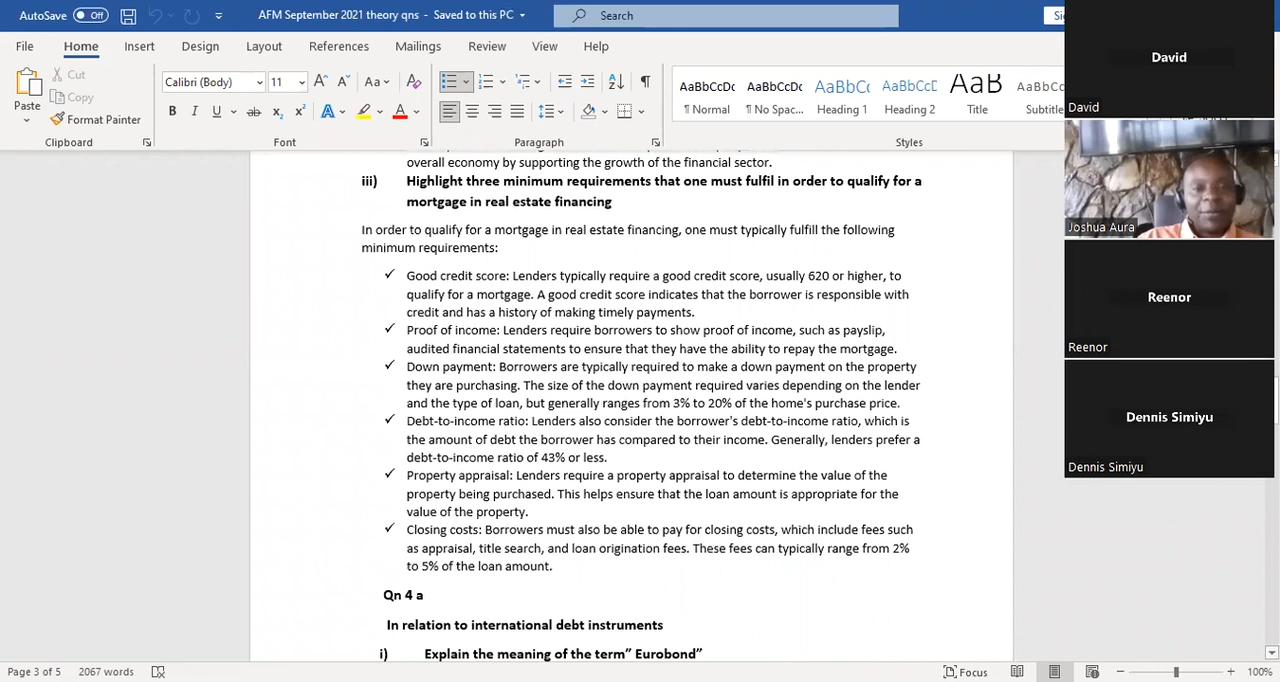 AutoSave Off AFM September 2021 theory qns - Saved to this PC Search
File Home Insert Design Layout References Mailings Review View Help
Paste Cut Copy Format Painter
Calibri (Body) 11
AaBbCcDc AaBbCcDc AaBbCc AaBbCcD AaB AaBbCcD
¶ Normal ¶ No Spac... Heading 1 Heading 2 Title Subtitle
Clipboard Font Paragraph Styles
overall economy by supporting the growth of the financial sector.
iii) Highlight three minimum requirements that one must fulfil in order to qualify for a
mortgage in real estate financing
In order to qualify for a mortgage in real estate financing, one must typically fulfill the following
minimum requirements:
✓ Good credit score: Lenders typically require a good credit score, usually 620 or higher, to
qualify for a mortgage. A good credit score indicates that the borrower is responsible with
credit and has a history of making timely payments.
✓ Proof of income: Lenders require borrowers to show proof of income, such as payslip,
audited financial statements to ensure that they have the ability to repay the mortgage.
✓ Down payment: Borrowers are typically required to make a down payment on the property
they are purchasing. The size of the down payment required varies depending on the lender
and the type of loan, but generally ranges from 3% to 20% of the home's purchase price.
✓ Debt-to-income ratio: Lenders also consider the borrower's debt-to-income ratio, which is
the amount of debt the borrower has compared to their income. Generally, lenders prefer a
debt-to-income ratio of 43% or less.
✓ Property appraisal: Lenders require a property appraisal to determine the value of the
property being purchased. This helps ensure that the loan amount is appropriate for the
value of the property.
✓ Closing costs: Borrowers must also be able to pay for closing costs, which include fees such
as appraisal, title search, and loan origination fees. These fees can typically range from 2%
to 5% of the loan amount.
Qn 4 a
In relation to international debt instruments
i) Explain the meaning of the term” Eurobond”
Page 3 of 5 2067 words Focus 100%
David
David
Joshua Aura
Reenor
Reenor
Dennis Simiyu
Dennis Simiyu